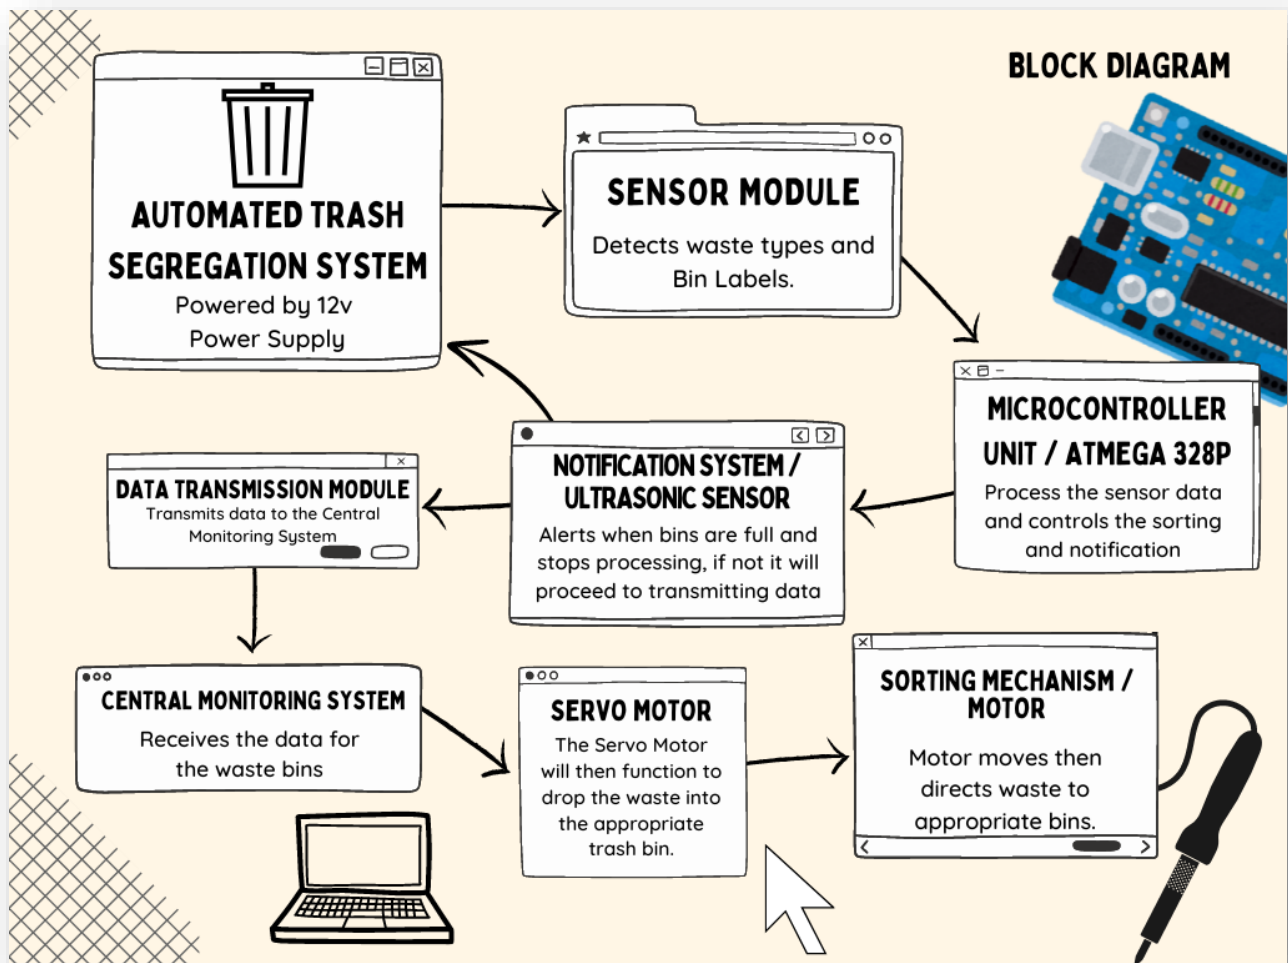 BLOCK DIAGRAM
AUTOMATED TRASH
SEGREGATION SYSTEM
Powered by 12v
Power Supply
SENSOR MODULE
Detects waste types and
Bin Labels.
MICROCONTROLLER
UNIT / ATMEGA 328P
Process the sensor data
and controls the sorting
and notification
NOTIFICATION SYSTEM /
ULTRASONIC SENSOR
Alerts when bins are full and
stops processing, if not it will
proceed to transmitting data
DATA TRANSMISSION MODULE
Transmits data to the Central
Monitoring System
CENTRAL MONITORING SYSTEM
Receives the data for
the waste bins
SERVO MOTOR
The Servo Motor
will then function to
drop the waste into
the appropriate
trash bin.
SORTING MECHANISM /
MOTOR
Motor moves then
directs waste to
appropriate bins.